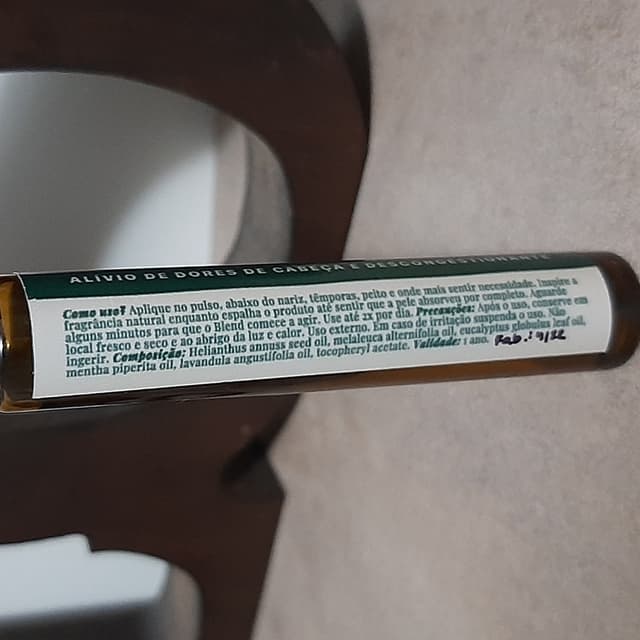 ALÍVIO DE DORES DE CABEÇA E DESCONGESTIONANTE
Como uso? Aplique no pulso, abaixo do nariz, têmporas, peito e onde mais sentir necessidade. Inspire a
fragrância natural enquanto espalha o produto até sentir que a pele absorveu por completo. Aguarde
alguns minutos para que o Blend comece a agir. Use até 2x por dia. Precauções: Após o uso, conserve em
local fresco e seco e ao abrigo da luz e calor. Uso externo. Em caso de irritação suspenda o uso. Não
ingerir. Composição: Helianthus annus seed oil, melaleuca alternifolia oil, eucalyptus globulus leaf oil,
mentha piperita oil, lavandula angustifolia oil, tocopheryl acetate. Validade: 1 ano. Fab.: